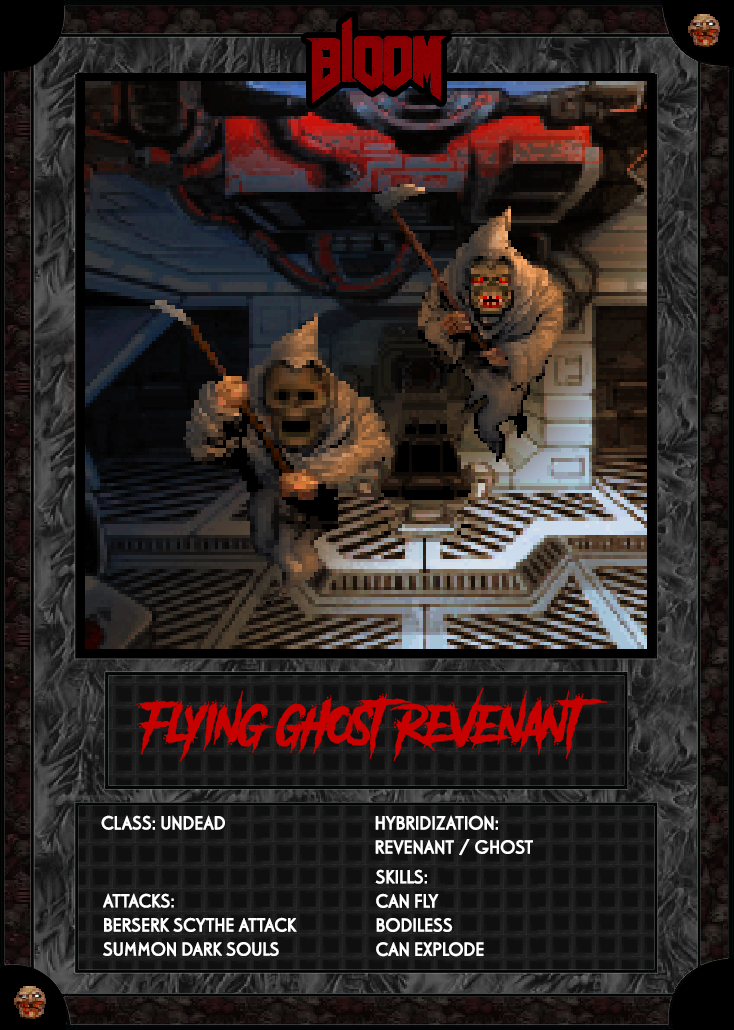 BLOOM
FLYING GHOST REVENANT
CLASS: UNDEAD
HYBRIDIZATION:
REVENANT / GHOST
ATTACKS:
BERSERK SCYTHE ATTACK
SUMMON DARK SOULS
SKILLS:
CAN FLY
BODILESS
CAN EXPLODE